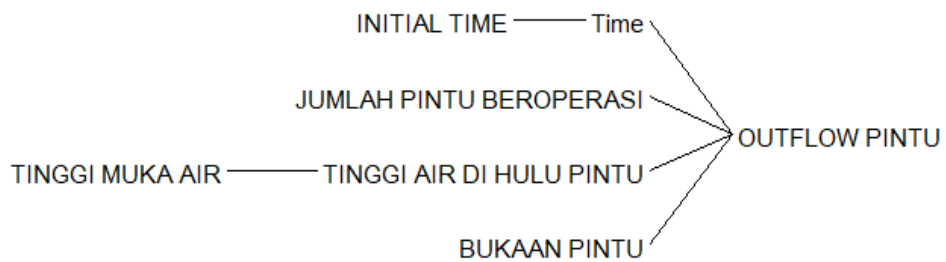 INITIAL TIME Time
JUMLAH PINTU BEROPERASI
OUTFLOW PINTU
TINGGI MUKA AIR TINGGI AIR DI HULU PINTU
BUKAAN PINTU